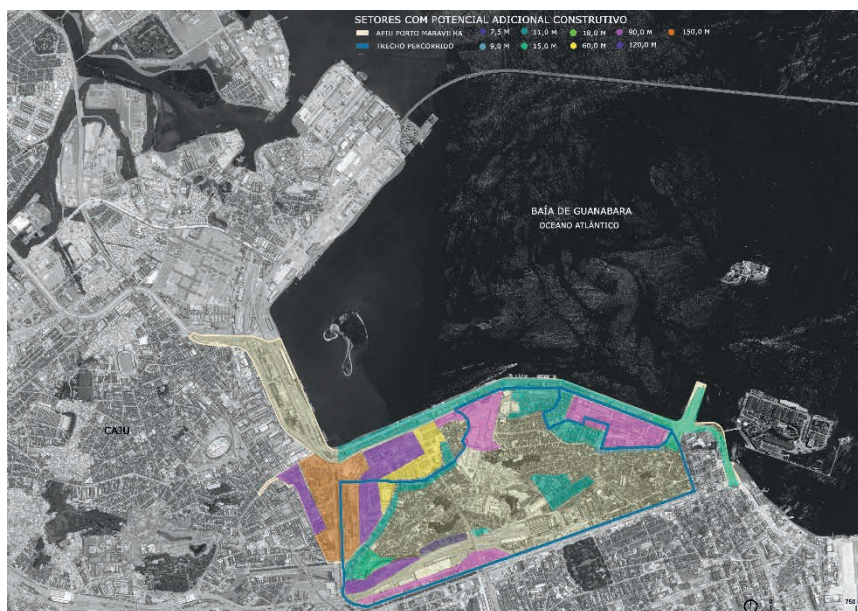 SETORES COM POTENCIAL ADICIONAL CONSTRUTIVO
AEIU PORTO MARAVILHA 7,5 M 11,0 M 18,0 M 90,0 M 150,0 M
TRECHO PERCORRIDO 9,0 M 15,0 M 60,0 M 120,0 M
BAÍA DE GUANABARA
OCEANO ATLÂNTICO
CAJU
750